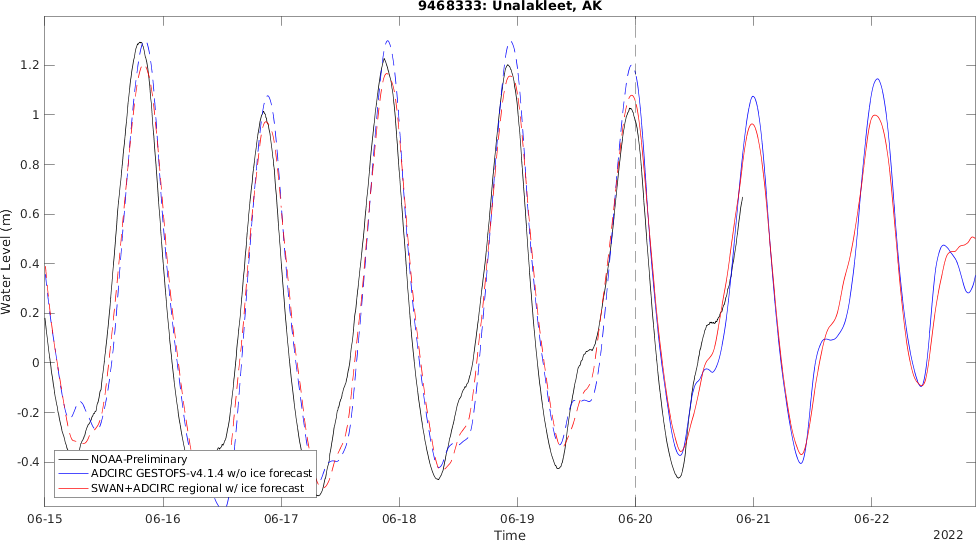 9468333: Unalakleet, AK
Water Level (m)
1.2
1
0.8
0.6
0.4
0.2
0
-0.2
-0.4
NOAA-Preliminary
ADCIRC GESTOFS-v4.1.4 w/o ice forecast
SWAN+ADCIRC regional w/ ice forecast
06-15 06-16 06-17 06-18 06-19 06-20 06-21 06-22
Time
2022